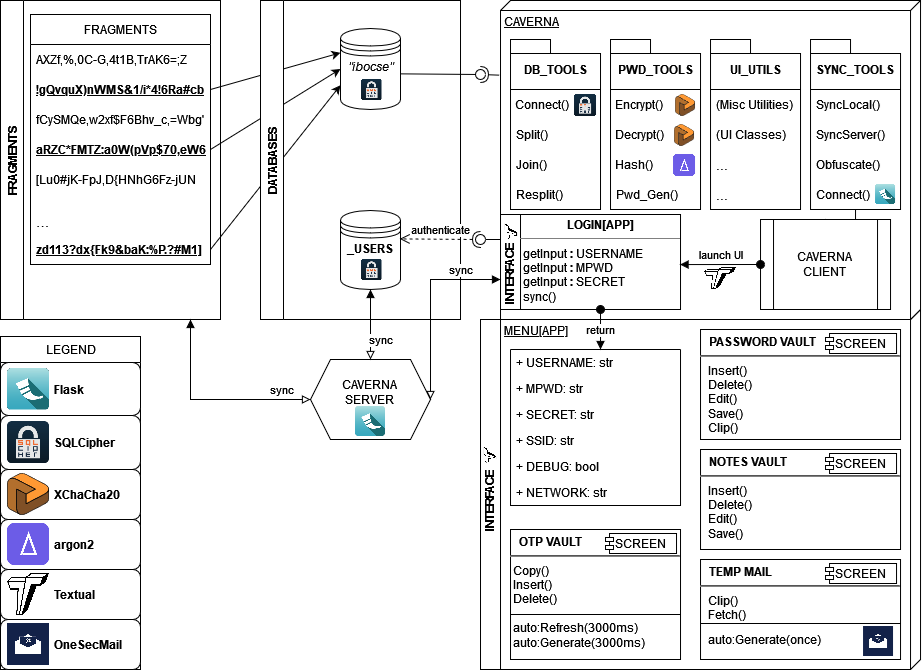 FRAGMENTS
FRAGMENTS
AXZf,%,0C-G,4t1B,TrAK6=;Z
!gQvquX)nWMS&1/i*4!6Ra#cb
fCySMQe,w2xf$F6Bhv_c,=Wbg'
aRZC*FMTZ:a0W(pVp$70,eW6
[Lu0#jK-FpJ,D{HNhG6Fz-jUN
...
zd113?dx{Fk9&baK:%P.?#M1]
DATABASES
"ibocse"
_USERS
authenticate
sync
sync
sync
CAVERNA
SERVER
CAVERNA
DB_TOOLS
Connect()
Split()
Join()
Resplit()
PWD_TOOLS
Encrypt()
Decrypt()
Hash()
Pwd_Gen()
UI_UTILS
(Misc Utilities)
(UI Classes)
...
...
SYNC_TOOLS
SyncLocal()
SyncServer()
Obfuscate()
Connect()
INTERFACE
LOGIN[APP]
getInput : USERNAME
getInput : MPWD
getInput : SECRET
sync()
launch UI
CAVERNA
CLIENT
return
INTERFACE
MENU[APP]
+ USERNAME: str
+ MPWD: str
+ SECRET: str
+ SSID: str
+ DEBUG: bool
+ NETWORK: str
OTP VAULT
SCREEN
Copy()
Insert()
Delete()
auto:Refresh(3000ms)
auto:Generate(3000ms)
PASSWORD VAULT
SCREEN
Insert()
Delete()
Edit()
Save()
Clip()
NOTES VAULT
SCREEN
Insert()
Delete()
Edit()
Save()
TEMP MAIL
SCREEN
Clip()
Fetch()
auto:Generate(once)
LEGEND
Flask
SQLCipher
XChaCha20
argon2
Textual
OneSecMail